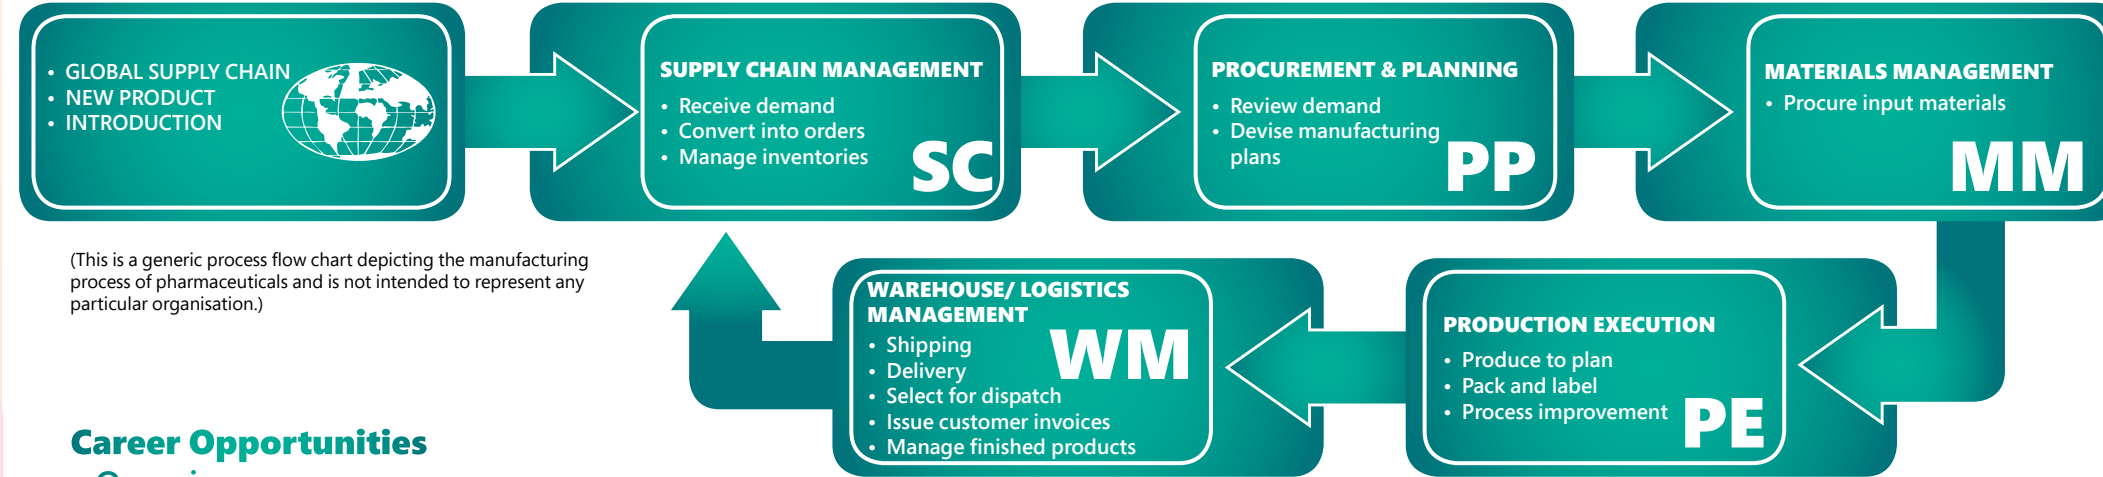 • GLOBAL SUPPLY CHAIN
• NEW PRODUCT
• INTRODUCTION
SUPPLY CHAIN MANAGEMENT
• Receive demand
• Convert into orders
• Manage inventories
SC
PROCUREMENT & PLANNING
• Review demand
• Devise manufacturing
plans
PP
MATERIALS MANAGEMENT
• Procure input materials
MM
(This is a generic process flow chart depicting the manufacturing
process of pharmaceuticals and is not intended to represent any
particular organisation.)
WAREHOUSE/ LOGISTICS
MANAGEMENT
• Shipping
• Delivery
• Select for dispatch
• Issue customer invoices
• Manage finished products
WM
PRODUCTION EXECUTION
• Produce to plan
• Pack and label
• Process improvement
PE
Career Opportunities